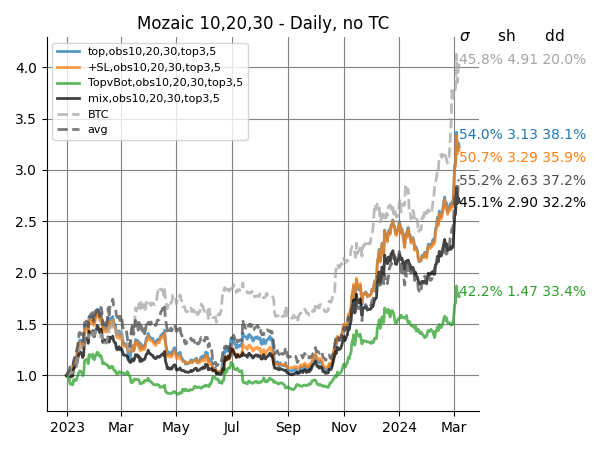 Mozaic 10,20,30 - Daily, no TC
σ sh dd
top,obs10,20,30,top3,5
+SL,obs10,20,30,top3,5
TopvBot,obs10,20,30,top3,5
mix,obs10,20,30,top3,5
BTC
avg
45.8% 4.91 20.0%
54.0% 3.13 38.1%
50.7% 3.29 35.9%
55.2% 2.63 37.2%
45.1% 2.90 32.2%
42.2% 1.47 33.4%
4.0
3.5
3.0
2.5
2.0
1.5
1.0
2023 Mar May Jul Sep Nov 2024 Mar